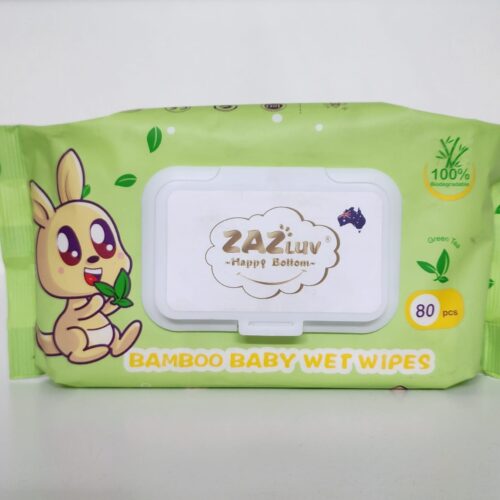 100%
Biodegradable
ZAZLUV®
~Happy Bottom~
Green Tea
80 pcs
BAMBOO BABY WET WIPES